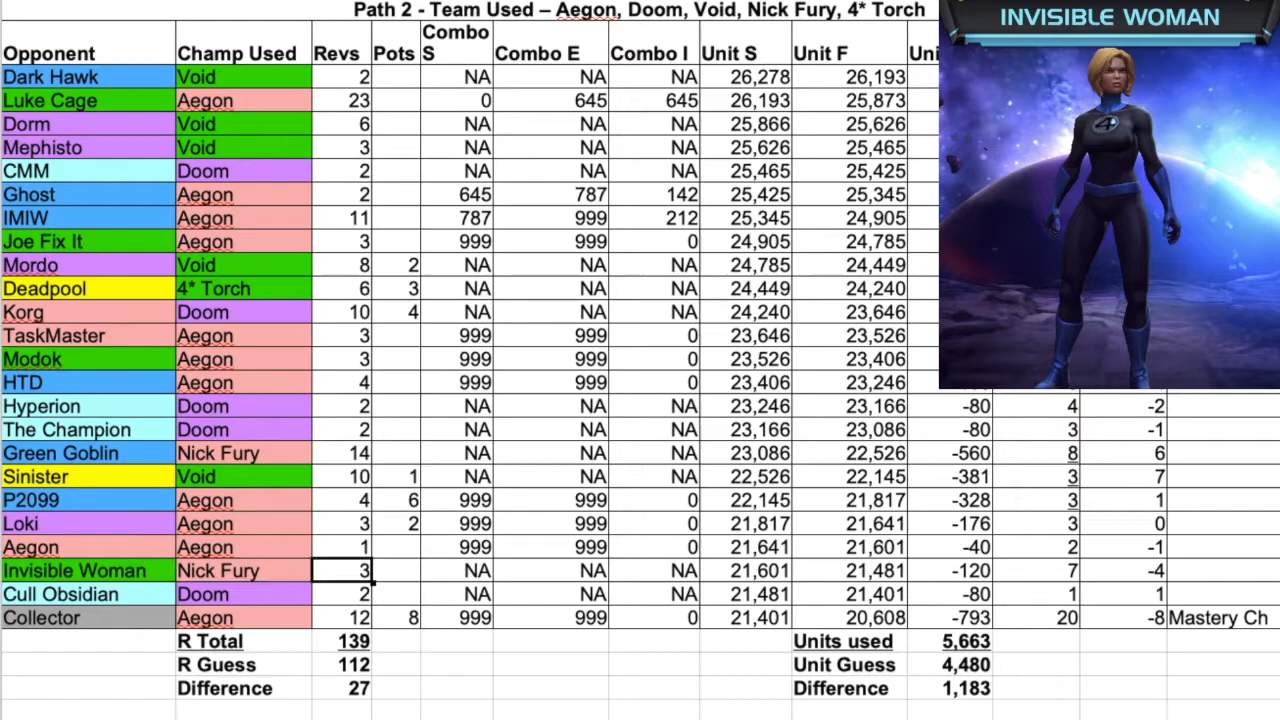 Path 2 - Team Used – Aegon, Doom, Void, Nick Fury, 4* Torch
INVISIBLE WOMAN
Opponent Champ Used Revs Pots Combo S Combo E Combo I Unit S Unit F
Dark Hawk Void 2 NA NA NA 26,278 26,193
Luke Cage Aegon 23 0 645 645 26,193 25,873
Dorm Void 6 NA NA NA 25,866 25,626
Mephisto Void 3 NA NA NA 25,626 25,465
CMM Doom 2 NA NA NA 25,465 25,425
Ghost Aegon 2 645 787 142 25,425 25,345
IMIW Aegon 11 787 999 212 25,345 24,905
Joe Fix It Aegon 3 999 999 0 24,905 24,785
Mordo Void 8 2 NA NA NA 24,785 24,449
Deadpool 4* Torch 6 3 NA NA NA 24,449 24,240
Korg Doom 10 4 NA NA NA 24,240 23,646
TaskMaster Aegon 3 999 999 0 23,646 23,526
Modok Aegon 3 999 999 0 23,526 23,406
HTD Aegon 4 999 999 0 23,406 23,246
Hyperion Doom 2 NA NA NA 23,246 23,166 -80 4 -2
The Champion Doom 2 NA NA NA 23,166 23,086 -80 3 -1
Green Goblin Nick Fury 14 NA NA NA 23,086 22,526 -560 8 6
Sinister Void 10 1 NA NA NA 22,526 22,145 -381 3 7
P2099 Aegon 4 6 999 999 0 22,145 21,817 -328 3 1
Loki Aegon 3 2 999 999 0 21,817 21,641 -176 3 0
Aegon Aegon 1 999 999 0 21,641 21,601 -40 2 -1
Invisible Woman Nick Fury 3 NA NA NA 21,601 21,481 -120 7 -4
Cull Obsidian Doom 2 NA NA NA 21,481 21,401 -80 1 1
Collector Aegon 12 8 999 999 0 21,401 20,608 -793 20 -8 Mastery Ch
R Total 139 Units used 5,663
R Guess 112 Unit Guess 4,480
Difference 27 Difference 1,183